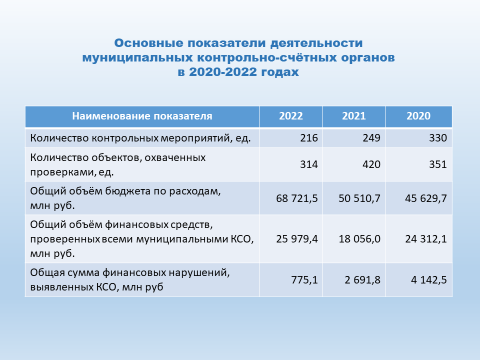 Основные показатели деятельности
муниципальных контрольно-счётных органов
в 2020-2022 годах
Наименование показателя 2022 2021 2020
Количество контрольных мероприятий, ед. 216 249 330
Количество объектов, охваченных
проверками, ед. 314 420 351
Общий объём бюджета по расходам,
млн руб. 68 721,5 50 510,7 45 629,7
Общий объём финансовых средств,
проверенных всеми муниципальными КСО, 25 979,4 18 056,0 24 312,1
млн руб.
Общая сумма финансовых нарушений,
выявленных КСО, млн руб 775,1 2 691,8 4 142,5